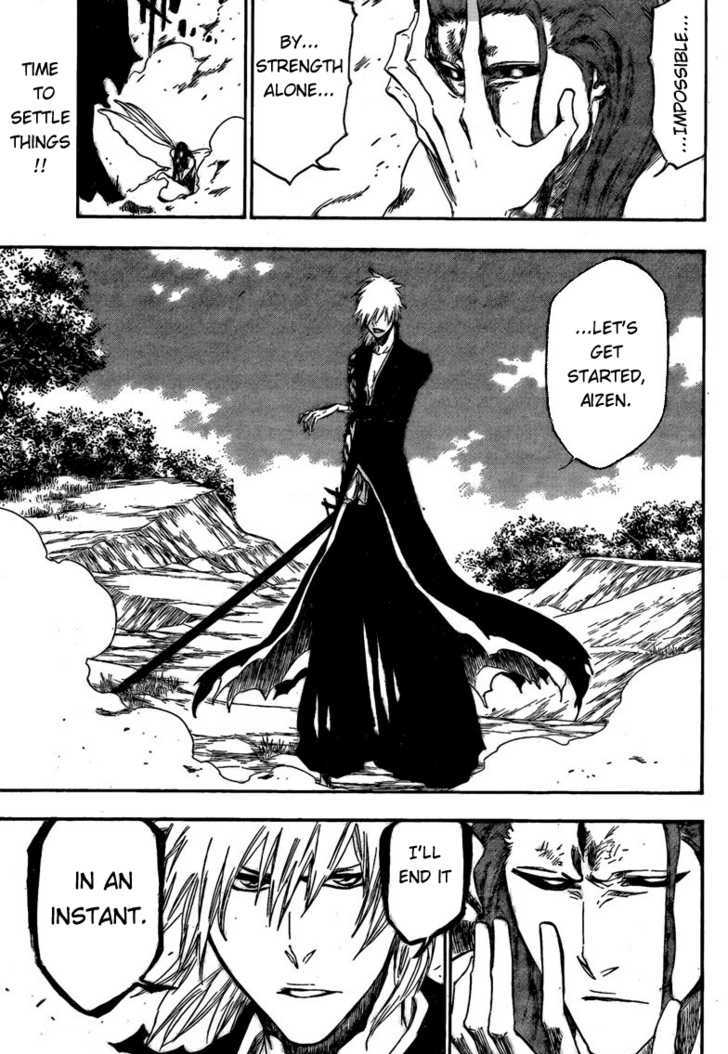 ...IMPOSSIBLE...
BY...
STRENGTH
ALONE...
TIME
TO
SETTLE
THINGS
!!
...LET'S
GET
STARTED,
AIZEN.
I'LL
END IT
IN AN
INSTANT.